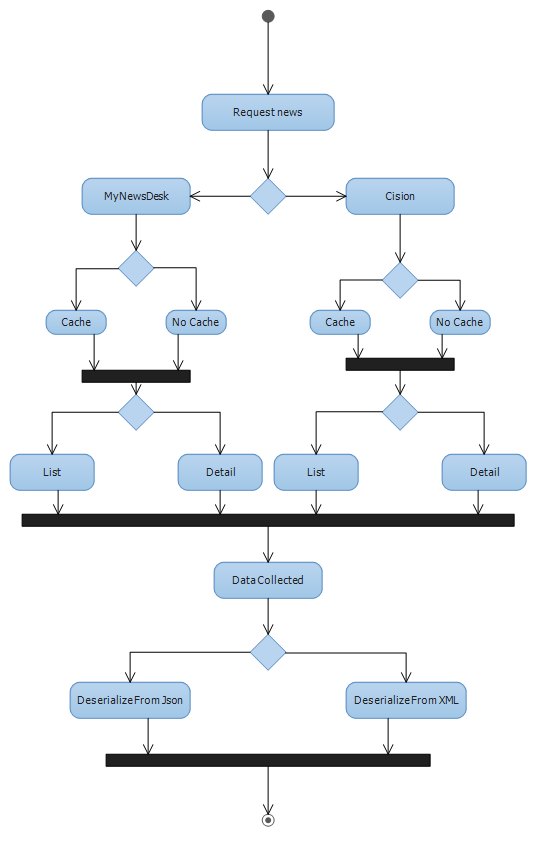 Request news
MyNewsDesk
Cision
Cache
No Cache
Cache
No Cache
List
Detail
List
Detail
Data Collected
Deserialize From Json
Deserialize From XML